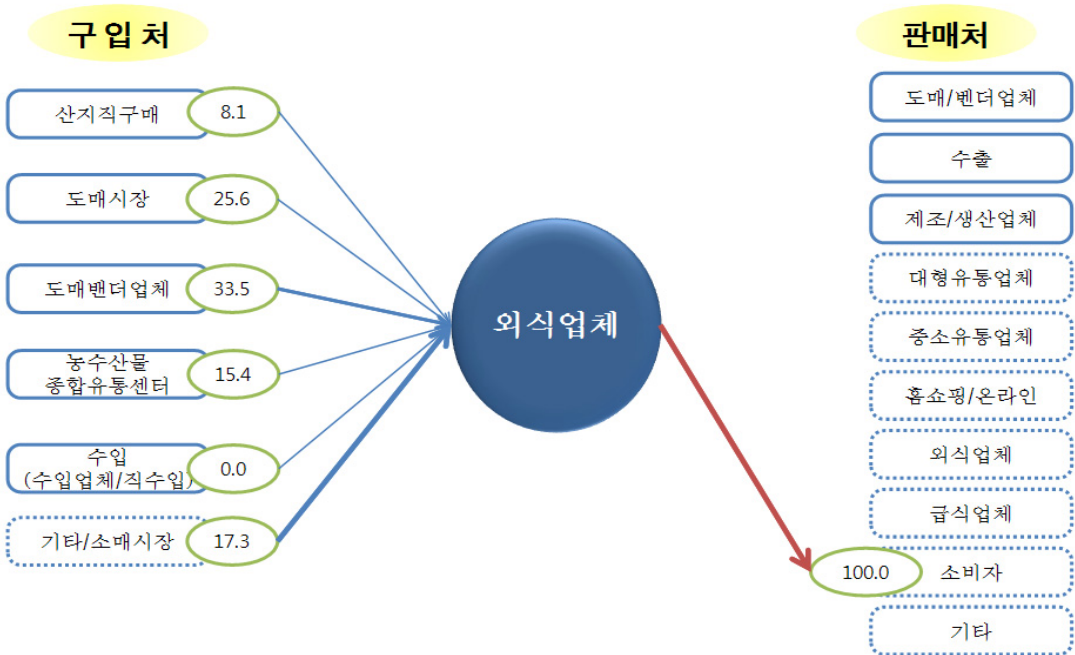 구입처
판매처
산지직구매
8.1
도매시장
25.6
도매밴더업체
33.5
농수산물
종합유통센터
15.4
수입
(수입업체/직수입)
0.0
기타/소매시장
17.3
외식업체
도매/벤더업체
수출
제조/생산업체
대형유통업체
중소유통업체
홈쇼핑/온라인
외식업체
급식업체
100.0
소비자
기타